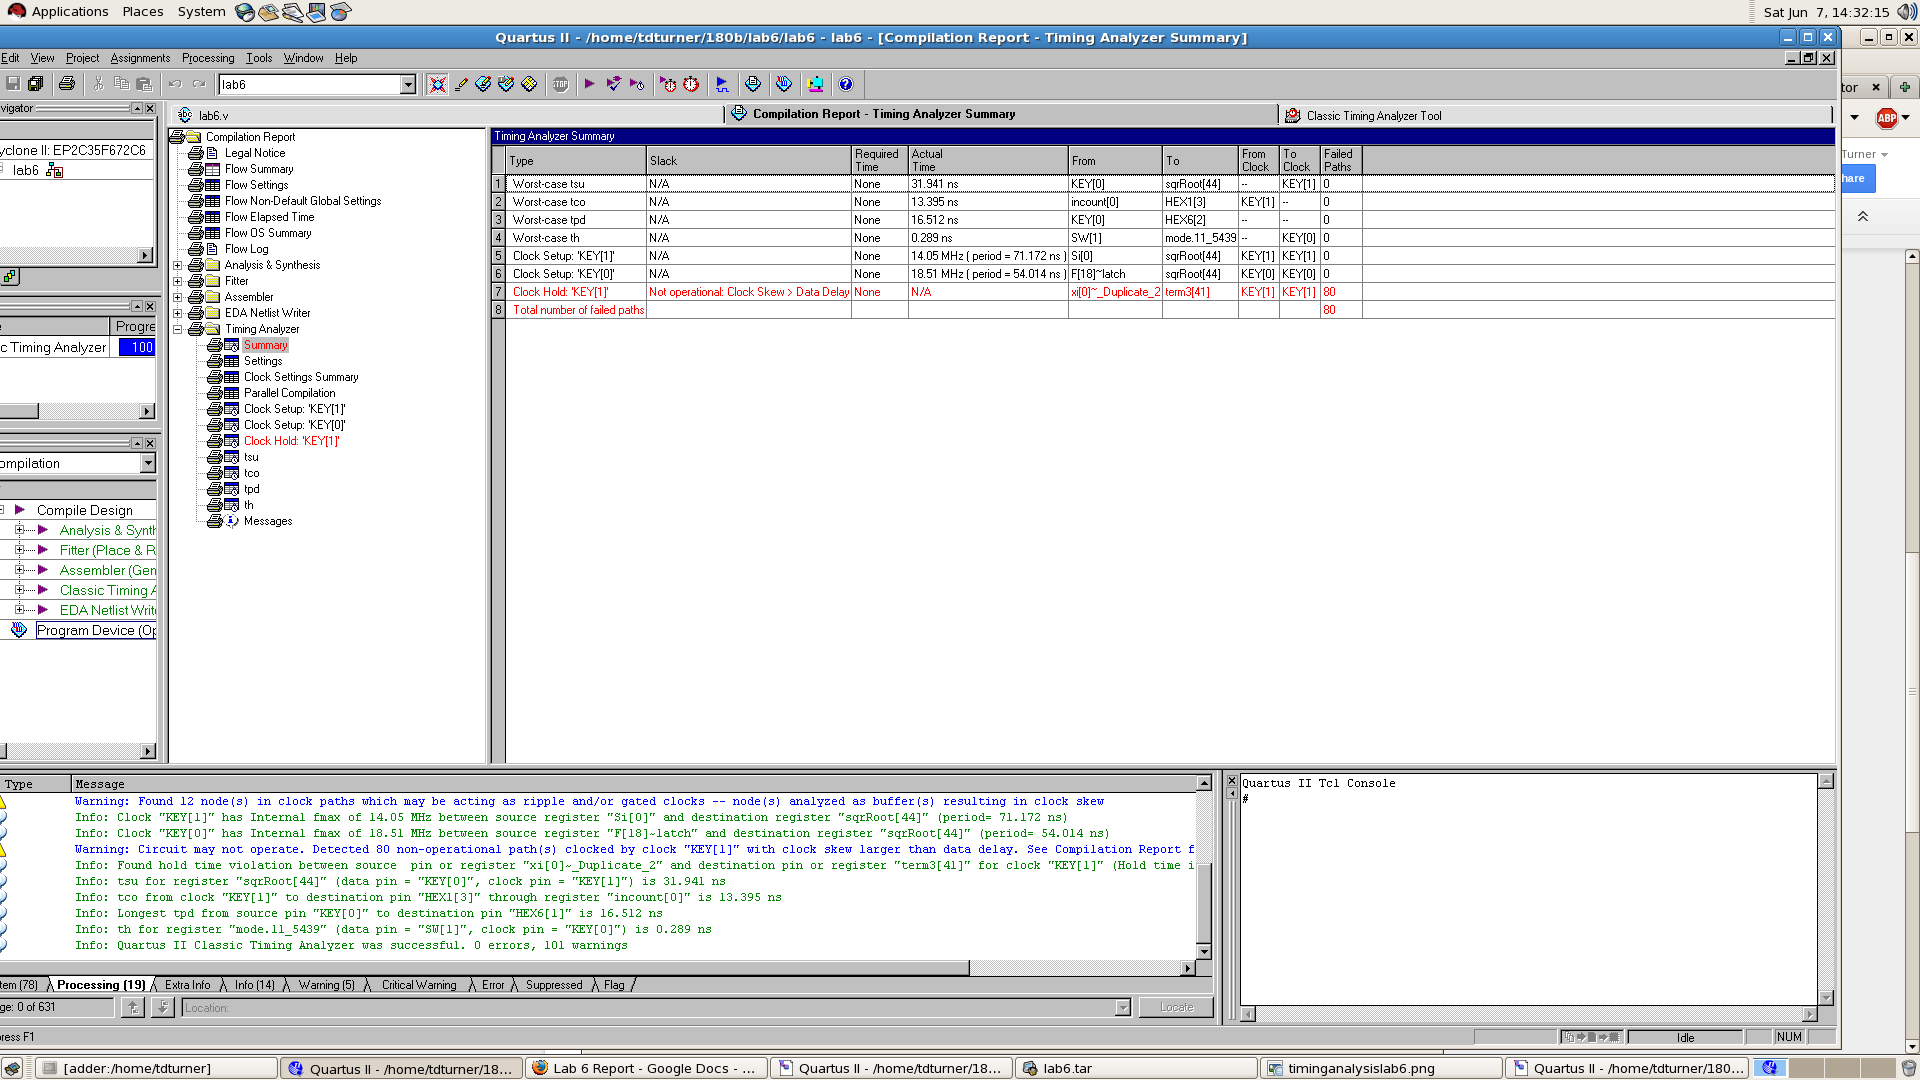 Applications Places System
Sat Jun 7, 14:32:15
Quartus II - /home/tdturner/180b/lab6/lab6 - lab6 - [Compilation Report - Timing Analyzer Summary]
Edit View Project Assignments Processing Tools Window Help
lab6
tor
ABP
Turner
hare
vigator
yclone II: EP2C35F672C6
lab6
Progre
c Timing Analyzer 100
ompilation
Compile Design
Analysis & Synth
Fitter (Place & R
Assembler (Gen
Classic Timing A
EDA Netlist Write
Program Device (Op
abc lab6.v
Compilation Report - Timing Analyzer Summary
Classic Timing Analyzer Tool
Compilation Report
Legal Notice
Flow Summary
Flow Settings
Flow Non-Default Global Settings
Flow Elapsed Time
Flow OS Summary
Flow Log
Analysis & Synthesis
Fitter
Assembler
EDA Netlist Writer
Timing Analyzer
Summary
Settings
Clock Settings Summary
Parallel Compilation
Clock Setup: 'KEY[1]'
Clock Setup: 'KEY[0]'
Clock Hold: 'KEY[1]'
tsu
tco
tpd
th
Messages
Timing Analyzer Summary
Type Slack Required Time Actual Time From To From Clock To Clock Failed Paths
1 Worst-case tsu N/A None 31.941 ns KEY[0] sqrRoot[44] -- KEY[1] 0
2 Worst-case tco N/A None 13.395 ns incount[0] HEX1[3] KEY[1] -- 0
3 Worst-case tpd N/A None 16.512 ns KEY[0] HEX6[2] -- -- 0
4 Worst-case th N/A None 0.289 ns SW[1] mode.11_5439 -- KEY[0] 0
5 Clock Setup: 'KEY[1]' N/A None 14.05 MHz ( period = 71.172 ns ) Si[0] sqrRoot[44] KEY[1] KEY[1] 0
6 Clock Setup: 'KEY[0]' N/A None 18.51 MHz ( period = 54.014 ns ) F[18]~latch sqrRoot[44] KEY[0] KEY[0] 0
7 Clock Hold: 'KEY[1]' Not operational: Clock Skew > Data Delay None N/A xi[0]~_Duplicate_2 term3[41] KEY[1] KEY[1] 80
8 Total number of failed paths 80
Type Message
Warning: Found 12 node(s) in clock paths which may be acting as ripple and/or gated clocks -- node(s) analyzed as buffer(s) resulting in clock skew
Info: Clock "KEY[1]" has Internal fmax of 14.05 MHz between source register "Si[0]" and destination register "sqrRoot[44]" (period= 71.172 ns)
Info: Clock "KEY[0]" has Internal fmax of 18.51 MHz between source register "F[18]~latch" and destination register "sqrRoot[44]" (period= 54.014 ns)
Warning: Circuit may not operate. Detected 80 non-operational path(s) clocked by clock "KEY[1]" with clock skew larger than data delay. See Compilation Report f
Info: Found hold time violation between source  pin or register "xi[0]~_Duplicate_2" and destination pin or register "term3[41]" for clock "KEY[1]" (Hold time i
Info: tsu for register "sqrRoot[44]" (data pin = "KEY[0]", clock pin = "KEY[1]") is 31.941 ns
Info: tco from clock "KEY[1]" to destination pin "HEX1[3]" through register "incount[0]" is 13.395 ns
Info: Longest tpd from source pin "KEY[0]" to destination pin "HEX6[1]" is 16.512 ns
Info: th for register "mode.11_5439" (data pin = "SW[1]", clock pin = "KEY[0]") is 0.289 ns
Info: Quartus II Classic Timing Analyzer was successful. 0 errors, 101 warnings
tem (78) Processing (19) Extra Info Info (14) Warning (5) Critical Warning Error Suppressed Flag
ge: 0 of 631 Location: Locate
Quartus II Tcl Console
#
ress F1
Idle NUM
[adder:/home/tdturner]
Quartus II - /home/tdturner/18...
Lab 6 Report - Google Docs - ...
Quartus II - /home/tdturner/18...
lab6.tar
timinganalysislab6.png
Quartus II - /home/tdturner/180...